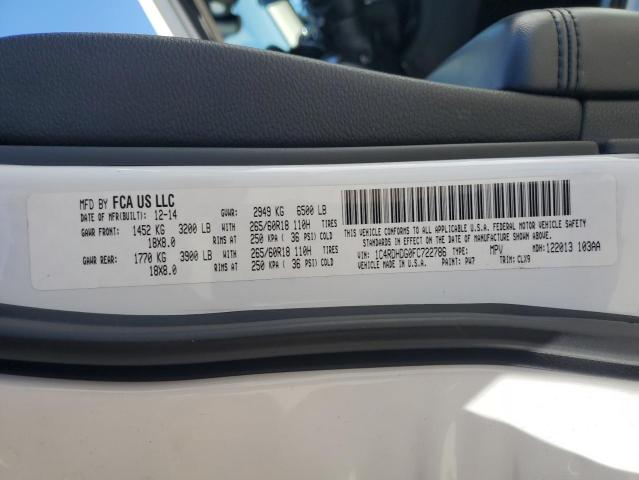 MFD BY FCA US LLC
DATE OF MFR(BUILT): 12-14 GVWR: 2949 KG 6500 LB
GAWR FRONT: 1452 KG 3200 LB WITH 265/60R18 110H TIRES
18X8.0 RIMS AT 250 KPA ( 36 PSI) COLD
GAWR REAR: 1770 KG 3900 LB WITH 265/60R18 110H TIRES
18X8.0 RIMS AT 250 KPA ( 36 PSI) COLD
THIS VEHICLE CONFORMS TO ALL APPLICABLE U.S.A. FEDERAL MOTOR VEHICLE SAFETY
STANDARDS IN EFFECT ON THE DATE OF MANUFACTURE SHOWN ABOVE.
VIN: 1C4RDHDG0FC722786 TYPE: MPV MDH: 122013 103AA
VEHICLE MADE IN U.S.A. PAINT: PW7 TRIM: CLX9